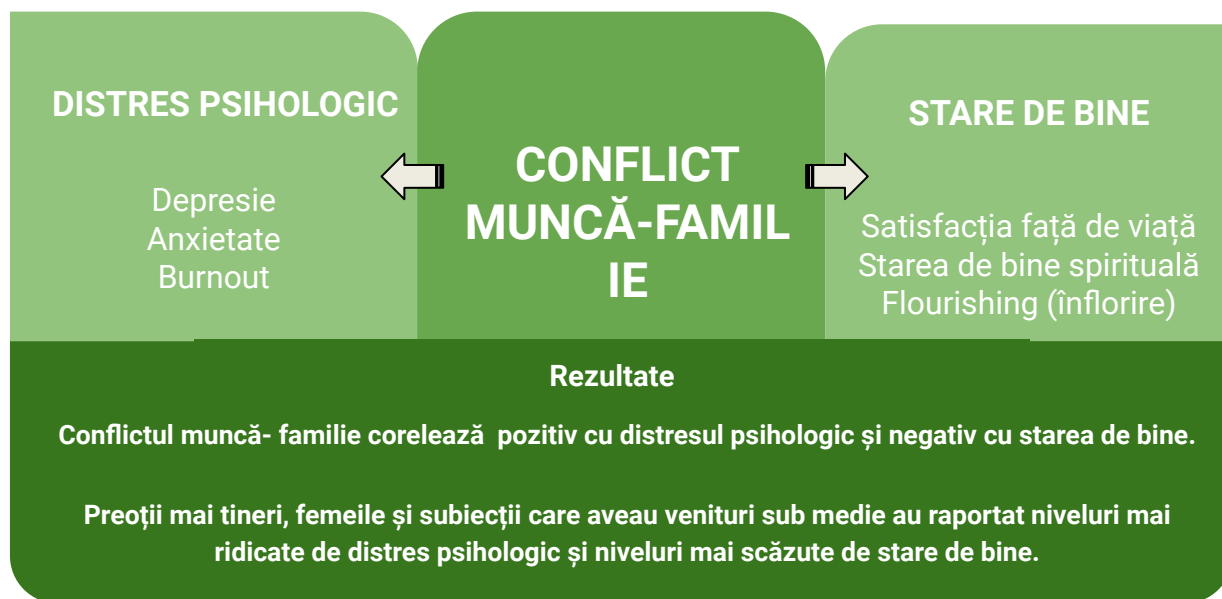 DISTRES PSIHOLOGIC
Depresie
Anxietate
Burnout
CONFLICT
MUNCĂ-FAMIL
IE
STARE DE BINE
Satisfacția față de viață
Starea de bine spirituală
Flourishing (înflorire)
Rezultate
Conflictul muncă- familie corelează  pozitiv cu distresul psihologic și negativ cu starea de bine.
Preoții mai tineri, femeile și subiecții care aveau venituri sub medie au raportat niveluri mai
ridicate de distres psihologic și niveluri mai scăzute de stare de bine.